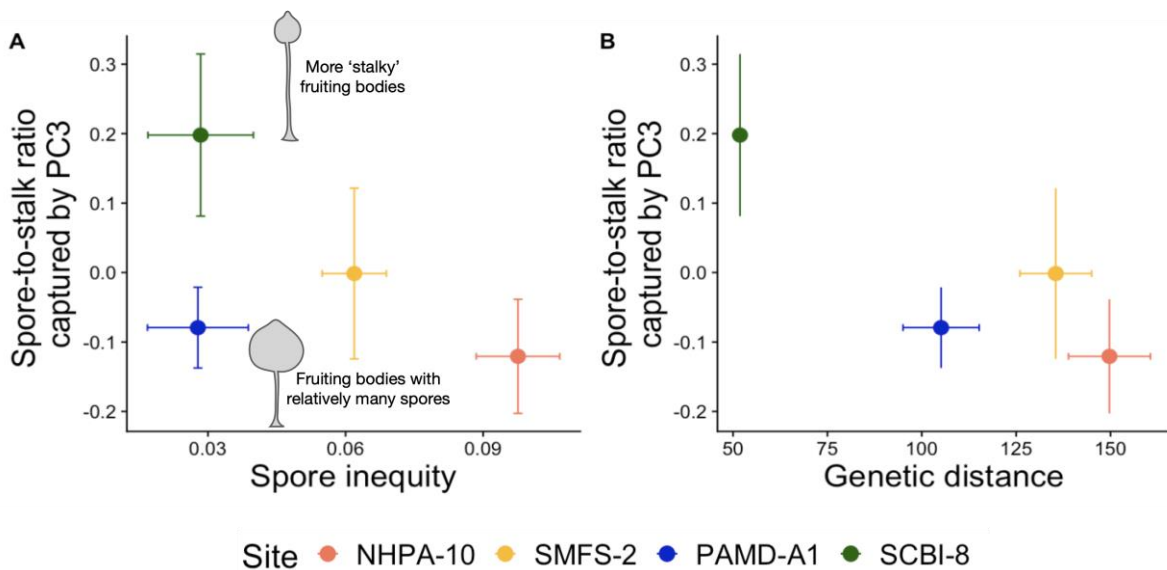 A
B
Spore-to-stalk ratio
captured by PC3
0.3
0.2
0.1
0.0
-0.1
-0.2
More ‘stalky’
fruiting bodies
Fruiting bodies with
relatively many spores
0.03
0.06
0.09
Spore inequity
Spore-to-stalk ratio
captured by PC3
0.3
0.2
0.1
0.0
-0.1
-0.2
50
75
100
125
150
Genetic distance
Site NHPA-10 SMFS-2 PAMD-A1 SCBI-8